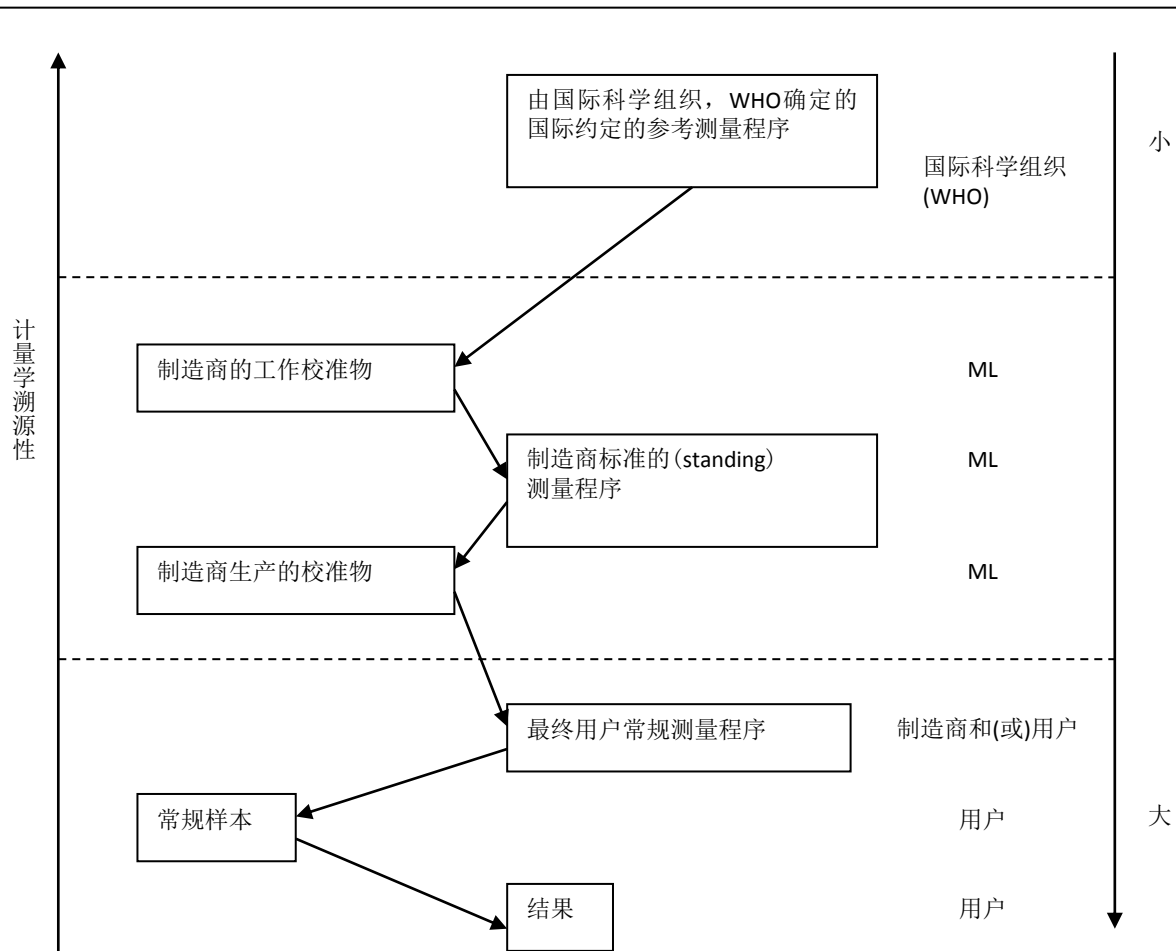 由国际科学组织，WHO确定的
国际约定的参考测量程序
小
国际科学组织
(WHO)
计量学溯源性
制造商的工作校准物
ML
制造商标准的(standing)
测量程序
ML
制造商生产的校准物
ML
最终用户常规测量程序
制造商和(或)用户
常规样本
用户
大
结果
用户